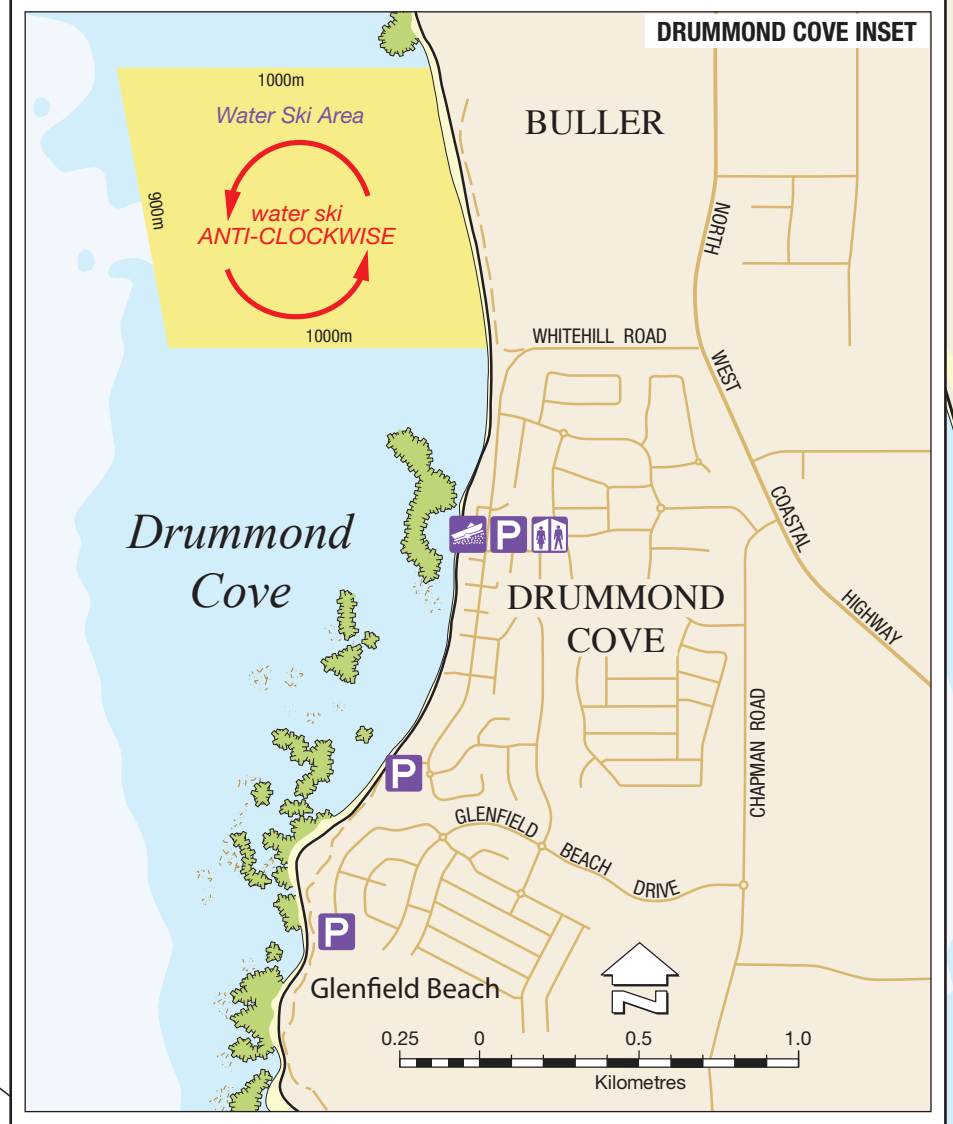 DRUMMOND COVE INSET
1000m
Water Ski Area
BULLER
900m
water ski
ANTI-CLOCKWISE
NORTH
1000m
WHITEHILL ROAD
WEST
COASTAL
Drummond
Cove
P
DRUMMOND
COVE
HIGHWAY
CHAPMAN ROAD
P
GLENFIELD
BEACH
DRIVE
P
Glenfield Beach
N
0.25 0 0.5 1.0
Kilometres